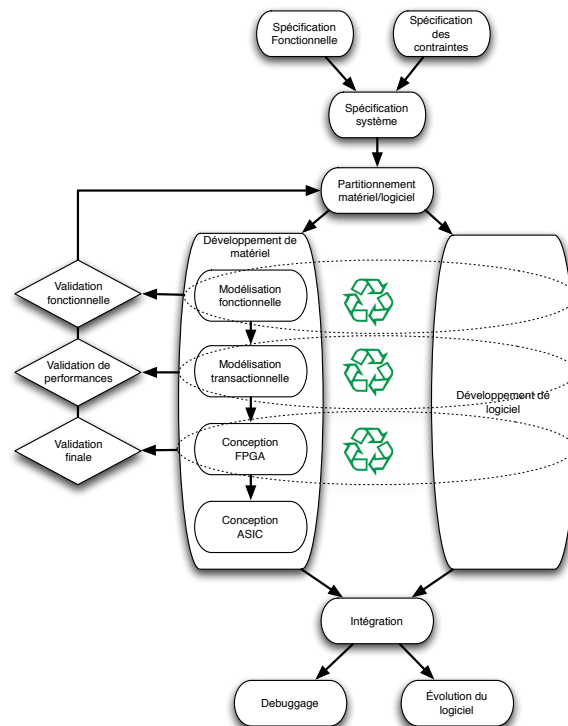 Spécification
Fonctionnelle
Spécification
des
contraintes
Spécification
système
Partitionnement
matériel/logiciel
Développement de
matériel
Validation
fonctionnelle
Modélisation
fonctionnelle
Validation de
performances
Modélisation
transactionnelle
Développement de
logiciel
Validation
finale
Conception
FPGA
Conception
ASIC
Intégration
Debuggage
Évolution du
logiciel